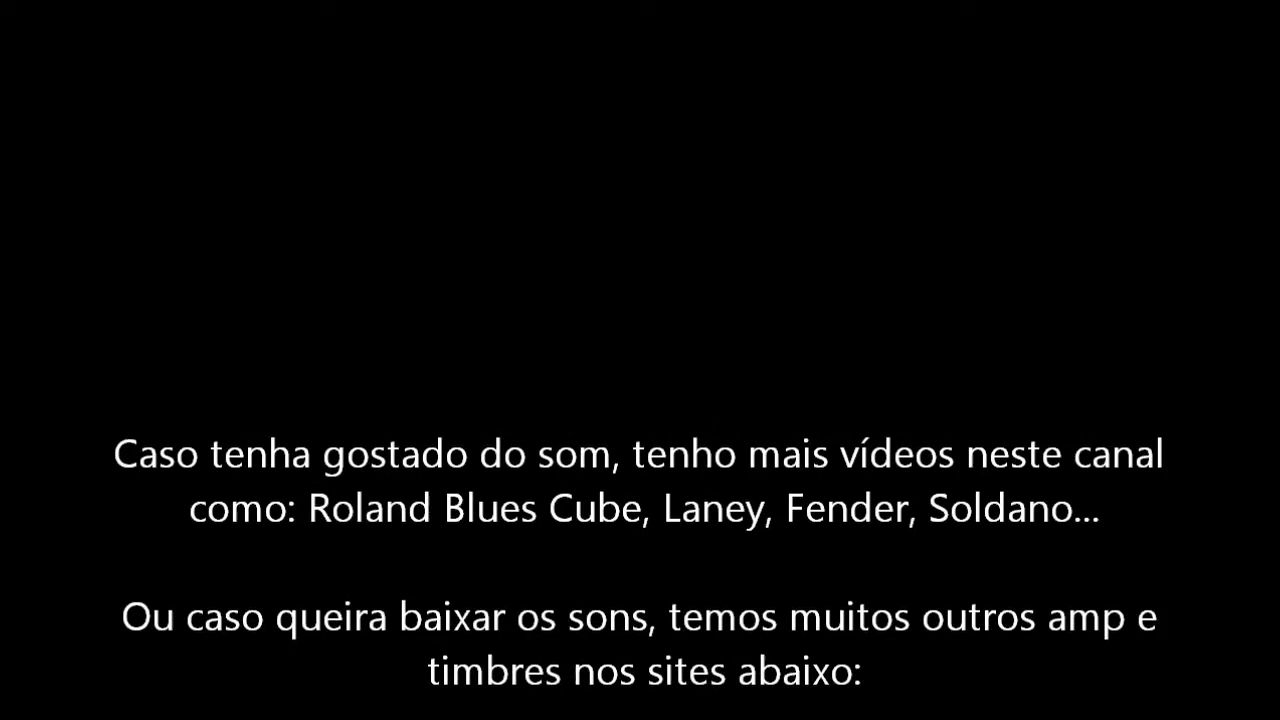 Caso tenha gostado do som, tenho mais vídeos neste canal
como: Roland Blues Cube, Laney, Fender, Soldano...
Ou caso queira baixar os sons, temos muitos outros amp e
timbres nos sites abaixo: